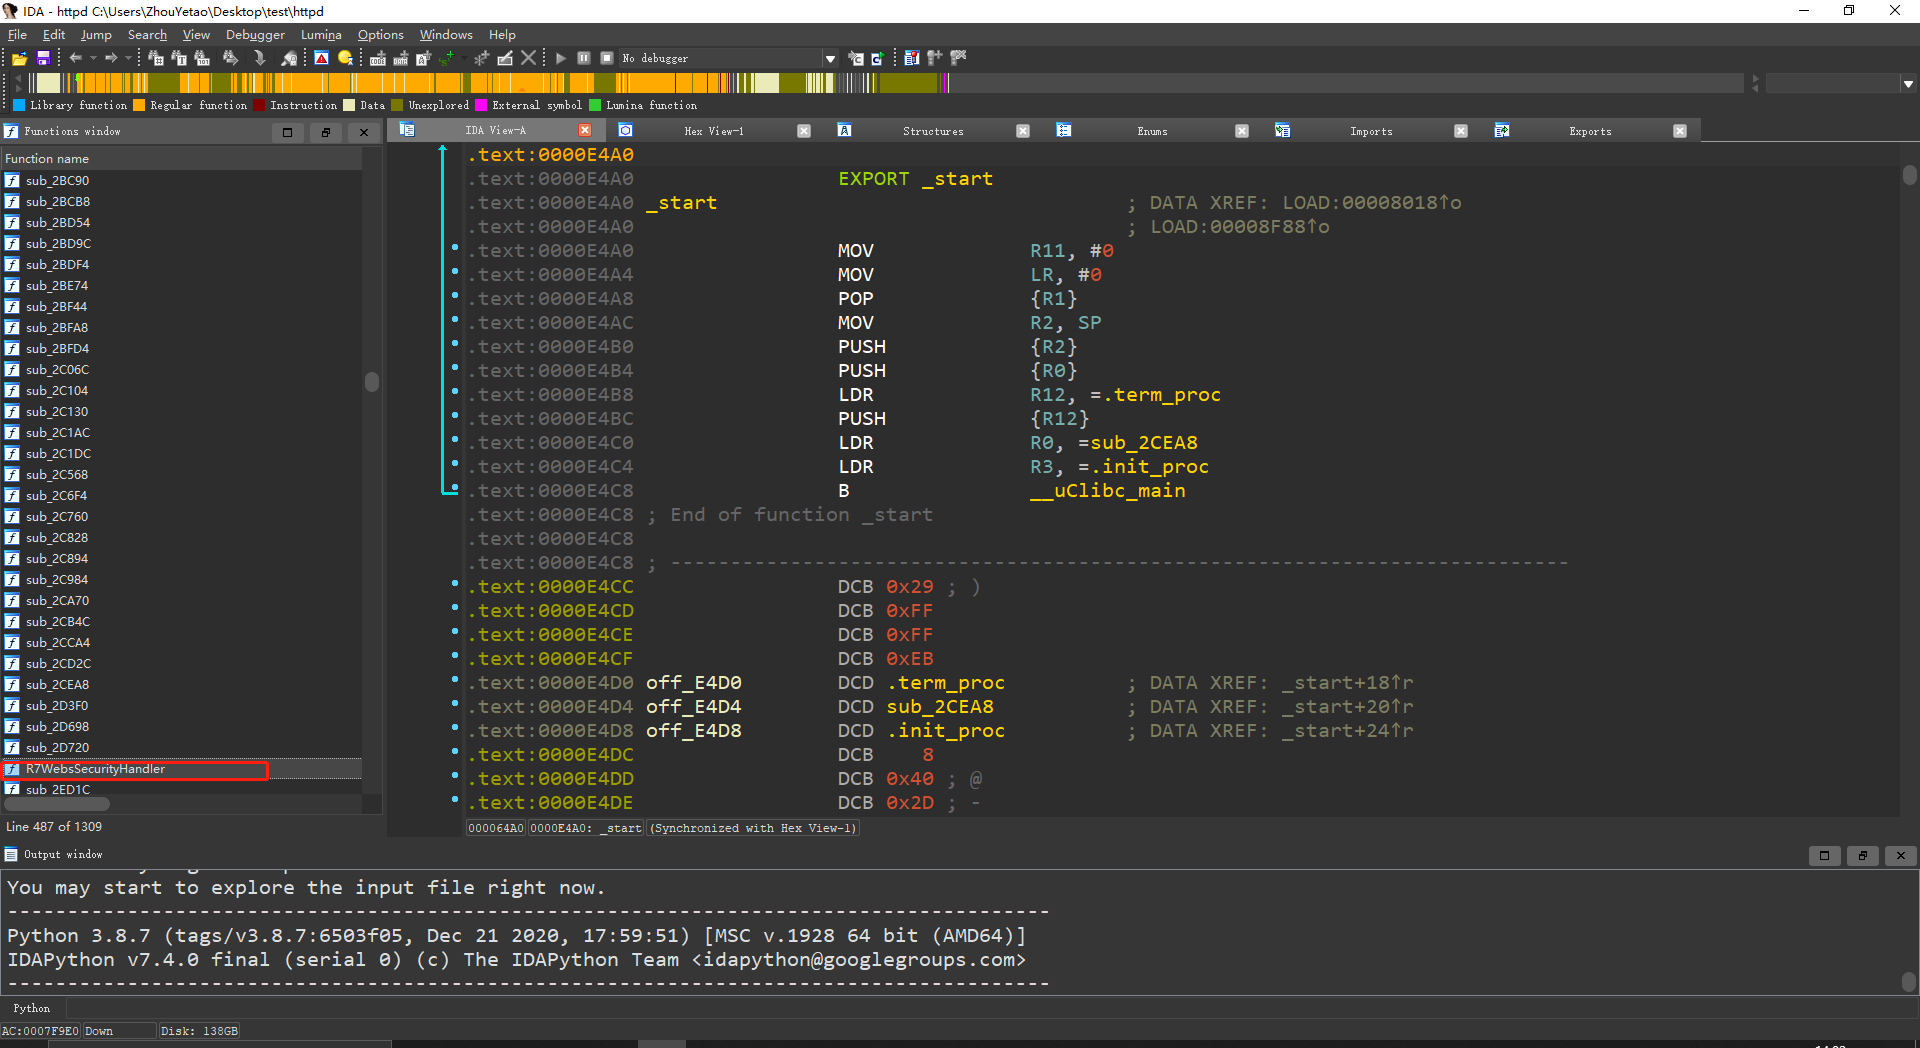 IDA - httpd C:\Users\ZhouYetao\Desktop\test\httpd
File Edit Jump Search View Debugger Lumina Options Windows Help
No debugger
Library function Regular function Instruction Data Unexplored External symbol Lumina function
Functions window
IDA View-A
Hex View-1
Structures
Enums
Imports
Exports
Function name
sub_2BC90
sub_2BCB8
sub_2BD54
sub_2BD9C
sub_2BDF4
sub_2BE74
sub_2BF44
sub_2BFA8
sub_2BFD4
sub_2C06C
sub_2C104
sub_2C130
sub_2C1AC
sub_2C1DC
sub_2C568
sub_2C6F4
sub_2C760
sub_2C828
sub_2C894
sub_2C984
sub_2CA70
sub_2CB4C
sub_2CCA4
sub_2CD2C
sub_2CEA8
sub_2D3F0
sub_2D698
sub_2D720
R7WebsSecurityHandler
sub_2ED1C
Line 487 of 1309
.text:0000E4A0
.text:0000E4A0 EXPORT _start
.text:0000E4A0 _start ; DATA XREF: LOAD:00008018↑o
.text:0000E4A0 ; LOAD:00008F88↑o
.text:0000E4A0 MOV R11, #0
.text:0000E4A4 MOV LR, #0
.text:0000E4A8 POP {R1}
.text:0000E4AC MOV R2, SP
.text:0000E4B0 PUSH {R2}
.text:0000E4B4 PUSH {R0}
.text:0000E4B8 LDR R12, =.term_proc
.text:0000E4BC PUSH {R12}
.text:0000E4C0 LDR R0, =sub_2CEA8
.text:0000E4C4 LDR R3, =.init_proc
.text:0000E4C8 B __uClibc_main
.text:0000E4C8 ; End of function _start
.text:0000E4C8
.text:0000E4C8 ; ---------------------------------------------------------------------------
.text:0000E4CC DCB 0x29 ; )
.text:0000E4CD DCB 0xFF
.text:0000E4CE DCB 0xFF
.text:0000E4CF DCB 0xEB
.text:0000E4D0 off_E4D0 DCD .term_proc ; DATA XREF: _start+18↑r
.text:0000E4D4 off_E4D4 DCD sub_2CEA8 ; DATA XREF: _start+20↑r
.text:0000E4D8 off_E4D8 DCD .init_proc ; DATA XREF: _start+24↑r
.text:0000E4DC DCB 8
.text:0000E4DD DCB 0x40 ; @
.text:0000E4DE DCB 0x2D ; -
000064A0 0000E4A0: _start (Synchronized with Hex View-1)
Output window
You may start to explore the input file right now.
---------------------------------------------------------------------------------------
Python 3.8.7 (tags/v3.8.7:6503f05, Dec 21 2020, 17:59:51) [MSC v.1928 64 bit (AMD64)]
IDAPython v7.4.0 final (serial 0) (c) The IDAPython Team <idapython@googlegroups.com>
---------------------------------------------------------------------------------------
Python
AC:0007F9E0 Down Disk: 138GB